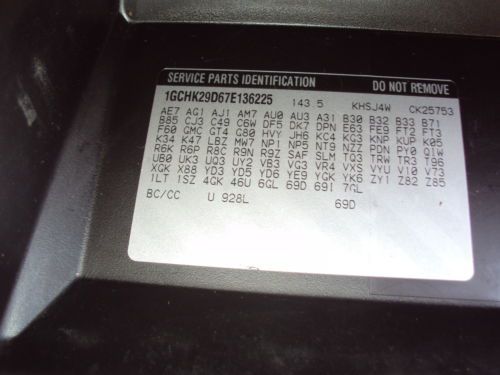 SERVICE PARTS IDENTIFICATION DO NOT REMOVE
1GCHK29D67E136225 143 5 KHSJ4W CK25753
AE7 AG1 AJ1 AM7 AU0 AU3 A31 B30 B32 B33 B71
B85 CJ3 C49 C6W DF5 DK7 DPN E63 FE9 FT2 FT3
F60 GMC GT4 G80 HVY JH6 KC4 KG3 KNP KUP K05
K34 K47 LBZ MW7 NP1 NP5 NT9 NZZ PDN PY0 Q1W
R6K R6P R8C R9N R9Z SAF SLM TQ3 TRW TR3 T96
UB0 UK3 UQ3 UY2 VB3 VG3 VR4 VXS VYU V10 V73
XGK X88 YD3 YD5 YD6 YE9 YGK YK6 ZY1 Z82 Z85
1LT 1SZ 4GK 46U 6GL 69D 69I 7GL
BC/CC U 928L 69D